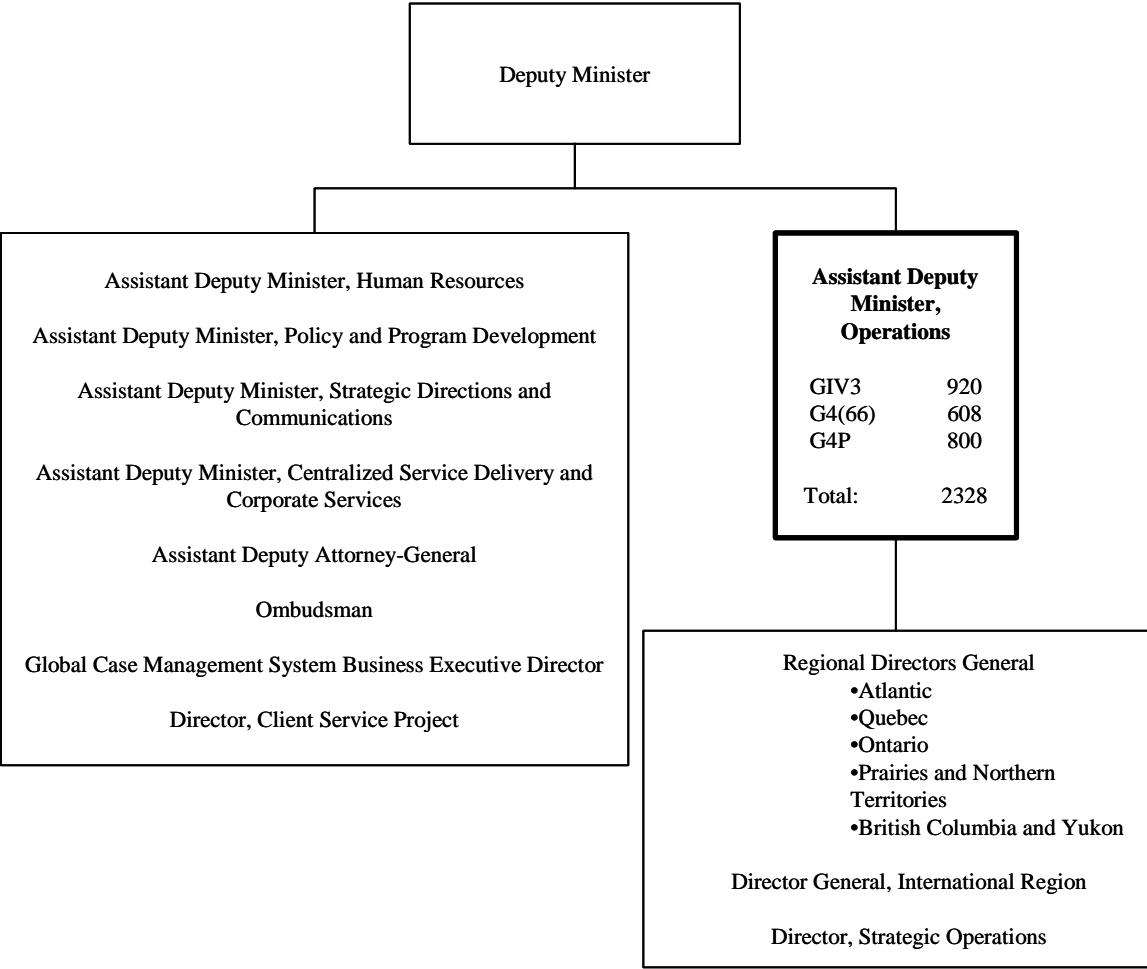 Deputy Minister
Assistant Deputy Minister, Human Resources
Assistant Deputy Minister, Policy and Program Development
Assistant Deputy Minister, Strategic Directions and
Communications
Assistant Deputy Minister, Centralized Service Delivery and
Corporate Services
Assistant Deputy Attorney-General
Ombudsman
Global Case Management System Business Executive Director
Director, Client Service Project
Assistant Deputy
Minister,
Operations
GIV3 920
G4(66) 608
G4P 800
Total: 2328
Regional Directors General
•Atlantic
•Quebec
•Ontario
•Prairies and Northern
Territories
•British Columbia and Yukon
Director General, International Region
Director, Strategic Operations